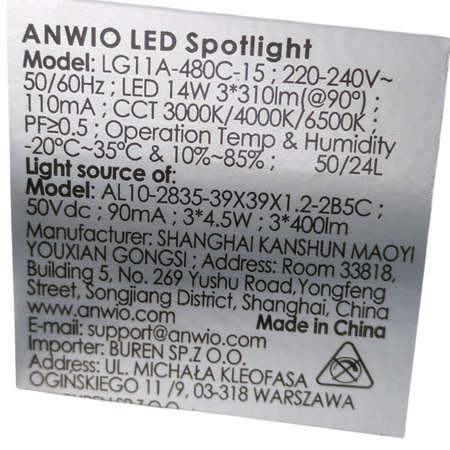 ANWIO LED Spotlight
Model: LG11A-480C-15 ; 220-240V~
50/60Hz ; LED 14W 3*310lm(@90°) ;
110mA ; CCT 3000K/4000K/6500K ;
PF≥0.5 ; Operation Temp & Humidity
-20°C~35°C & 10%~85% ; 50/24L
Light source of:
Model: AL10-2835-39X39X1.2-2B5C ;
50Vdc ; 90mA ; 3*4.5W ; 3*400lm
Manufacturer: SHANGHAI KANSHUN MAOYI
YOUXIAN GONGSI ; Address: Room 33818,
Building 5, No. 269 Yushu Road,Yongfeng
Street, Songjiang District, Shanghai, China
www.anwio.com Made in China
E-mail: support@anwio.com
Importer: BUREN SP.Z O.O.
Address: UL. MICHAŁA KLEOFASA
OGIŃSKIEGO 11 /9, 03-318 WARSZAWA